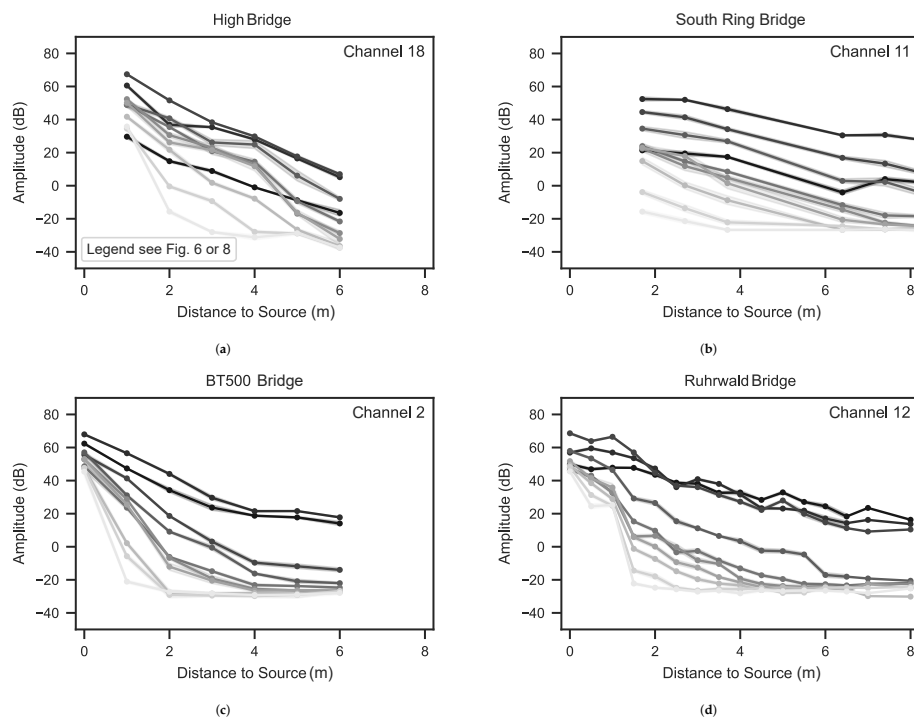 High Bridge
Channel 18
80
60
40
20
0
−20
−40
Amplitude (dB)
Legend see Fig. 6 or 8
0 2 4 6 8
Distance to Source (m)
(a)
South Ring Bridge
Channel 11
80
60
40
20
0
−20
−40
Amplitude (dB)
0 2 4 6 8
Distance to Source (m)
(b)
BT500 Bridge
Channel 2
80
60
40
20
0
−20
−40
Amplitude (dB)
0 2 4 6 8
Distance to Source (m)
(c)
Ruhrwald Bridge
Channel 12
80
60
40
20
0
−20
−40
Amplitude (dB)
0 2 4 6 8
Distance to Source (m)
(d)